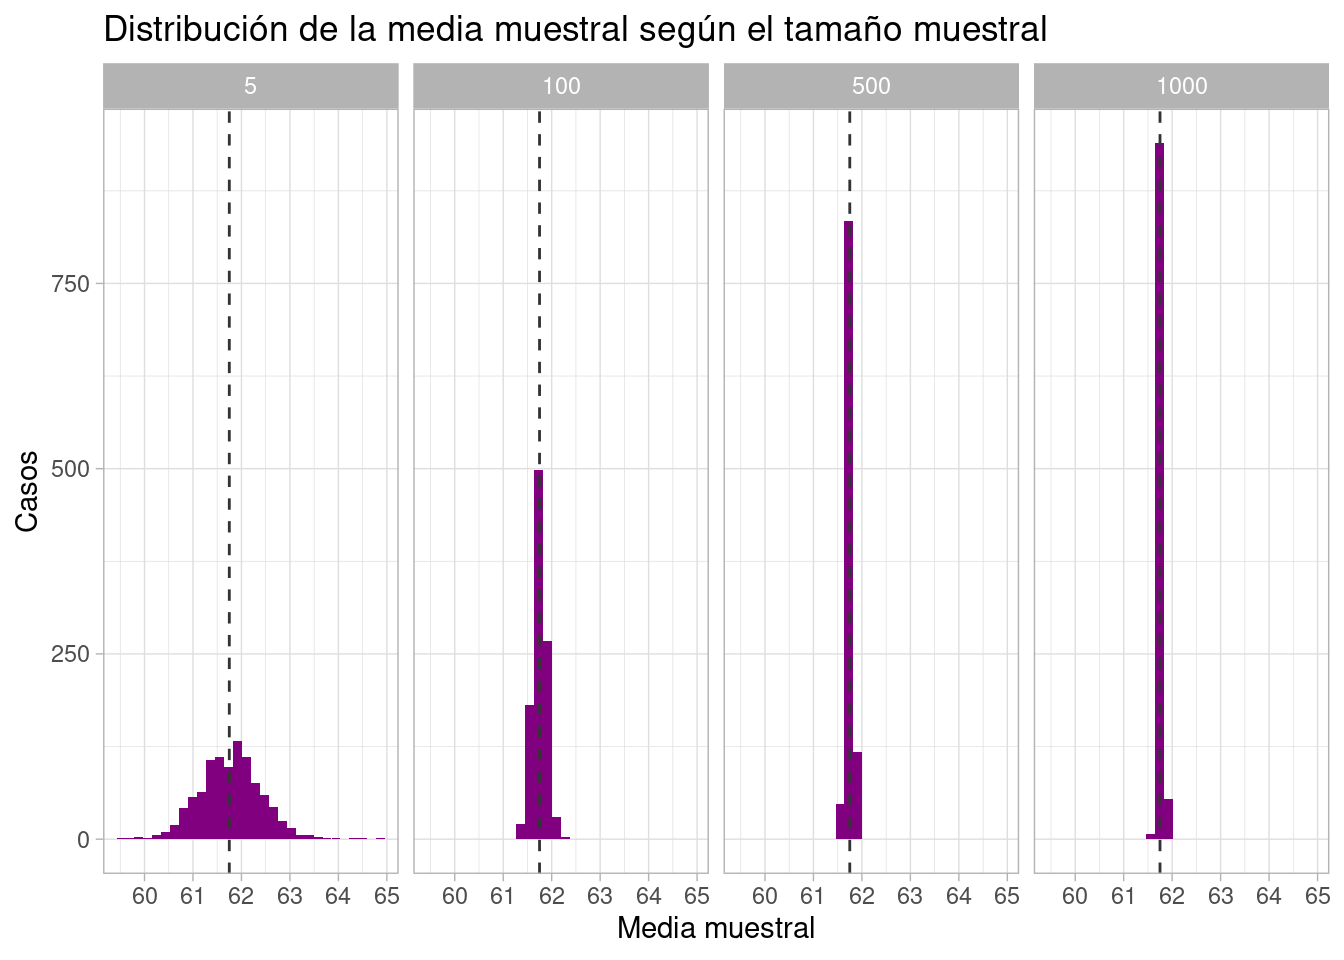 Distribución de la media muestral según el tamaño muestral
5 100 500 1000
Casos
750
500
250
0
60 61 62 63 64 65 60 61 62 63 64 65 60 61 62 63 64 65 60 61 62 63 64 65
Media muestral